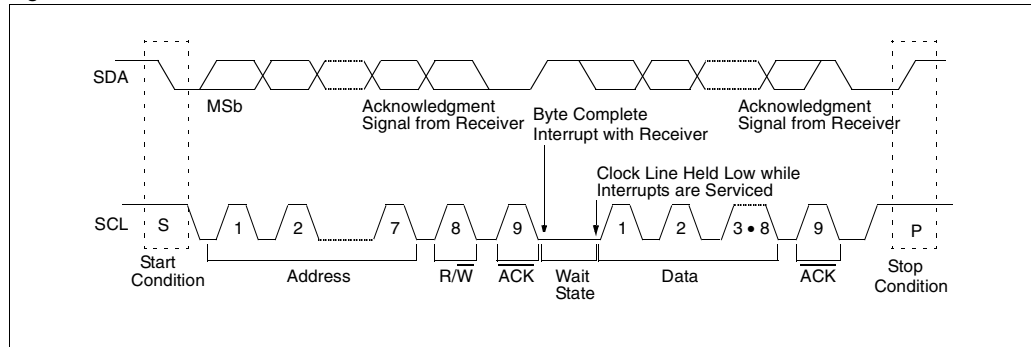 SDA
MSb
Acknowledgment
Signal from Receiver
Byte Complete
Interrupt with Receiver
Acknowledgment
Signal from Receiver
Clock Line Held Low while
Interrupts are Serviced
SCL
S
1
2
7
8
9
1
2
3 • 8
9
P
Start
Condition
Address
R/W̅
A̅C̅K̅
Wait
State
Data
A̅C̅K̅
Stop
Condition